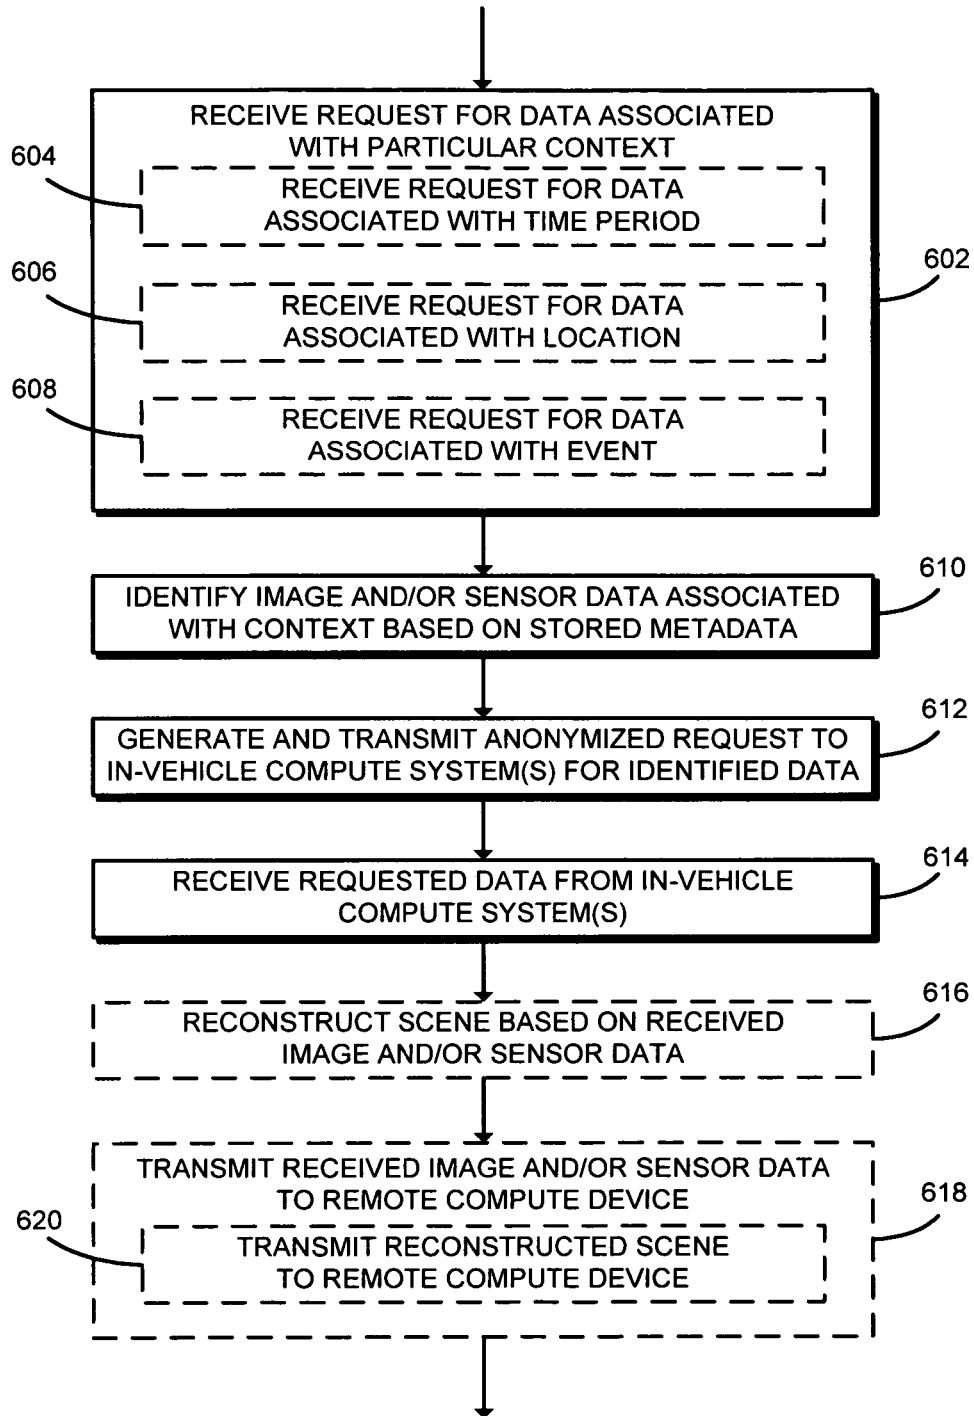 RECEIVE REQUEST FOR DATA ASSOCIATED
WITH PARTICULAR CONTEXT
604
RECEIVE REQUEST FOR DATA
ASSOCIATED WITH TIME PERIOD
602
606
RECEIVE REQUEST FOR DATA
ASSOCIATED WITH LOCATION
608
RECEIVE REQUEST FOR DATA
ASSOCIATED WITH EVENT
610
IDENTIFY IMAGE AND/OR SENSOR DATA ASSOCIATED
WITH CONTEXT BASED ON STORED METADATA
612
GENERATE AND TRANSMIT ANONYMIZED REQUEST TO
IN-VEHICLE COMPUTE SYSTEM(S) FOR IDENTIFIED DATA
614
RECEIVE REQUESTED DATA FROM IN-VEHICLE
COMPUTE SYSTEM(S)
616
RECONSTRUCT SCENE BASED ON RECEIVED
IMAGE AND/OR SENSOR DATA
TRANSMIT RECEIVED IMAGE AND/OR SENSOR DATA
TO REMOTE COMPUTE DEVICE
618
620
TRANSMIT RECONSTRUCTED SCENE
TO REMOTE COMPUTE DEVICE